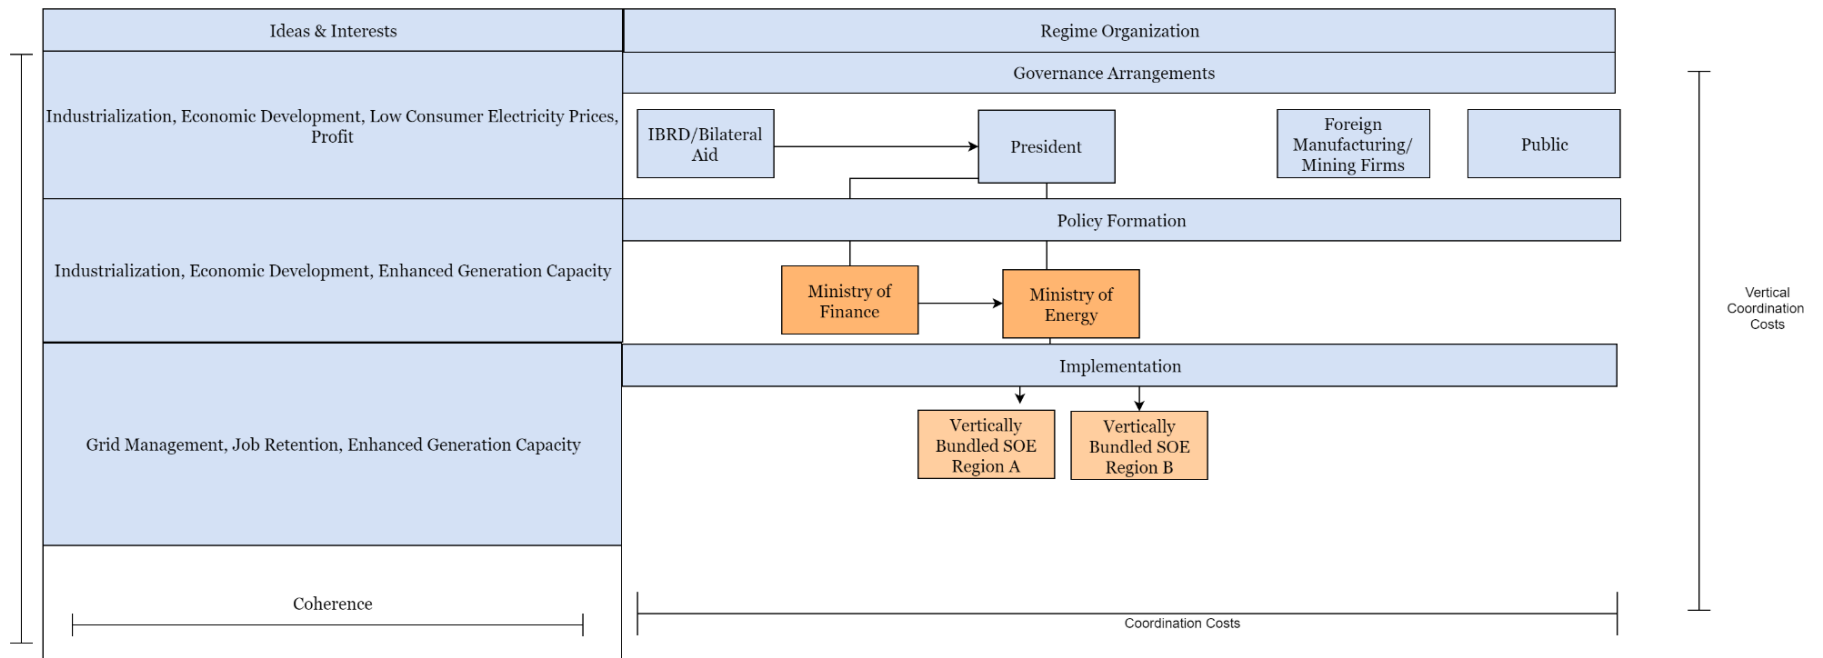 Ideas & Interests
Regime Organization
Governance Arrangements
Industrialization, Economic Development, Low Consumer Electricity Prices,
Profit
IBRD/Bilateral
Aid
President
Foreign
Manufacturing/
Mining Firms
Public
Policy Formation
Industrialization, Economic Development, Enhanced Generation Capacity
Ministry of
Finance
Ministry of
Energy
Vertical
Coordination
Costs
Implementation
Grid Management, Job Retention, Enhanced Generation Capacity
Vertically
Bundled SOE
Region A
Vertically
Bundled SOE
Region B
Coherence
Coordination Costs